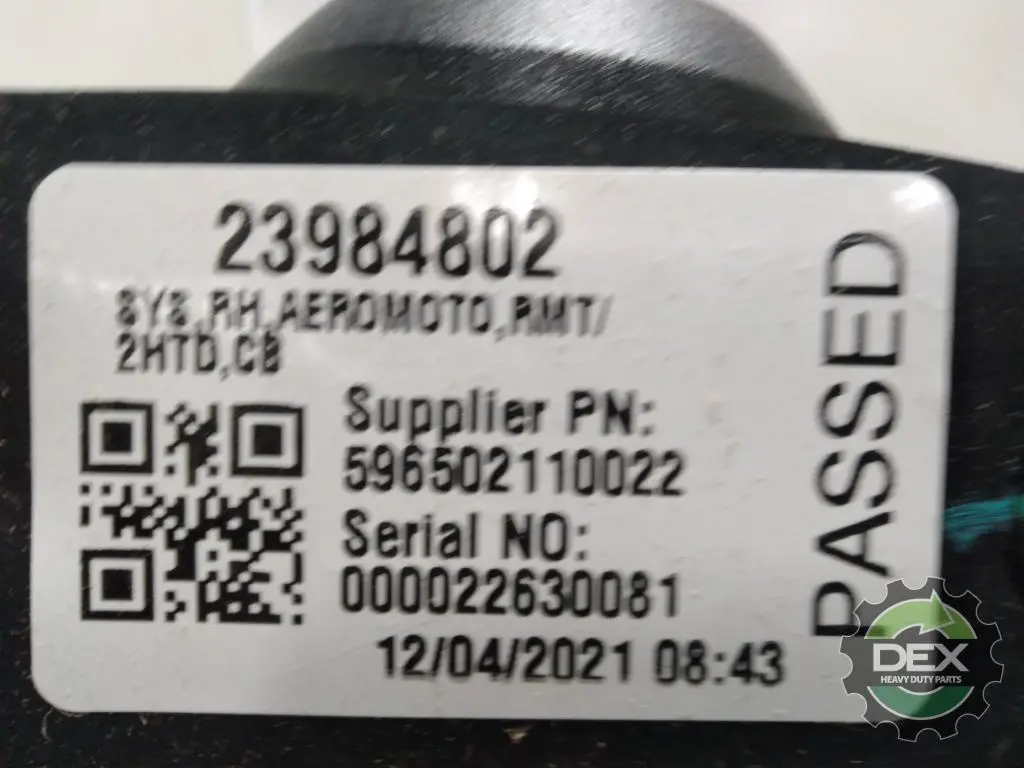 23984802
SYS,RH,AEROMOTO,RMT/
2HTD,CB
Supplier PN:
596502110022
Serial NO:
000022630081
12/04/2021 08:43
PASSED
DEX
HEAVY DUTY PARTS